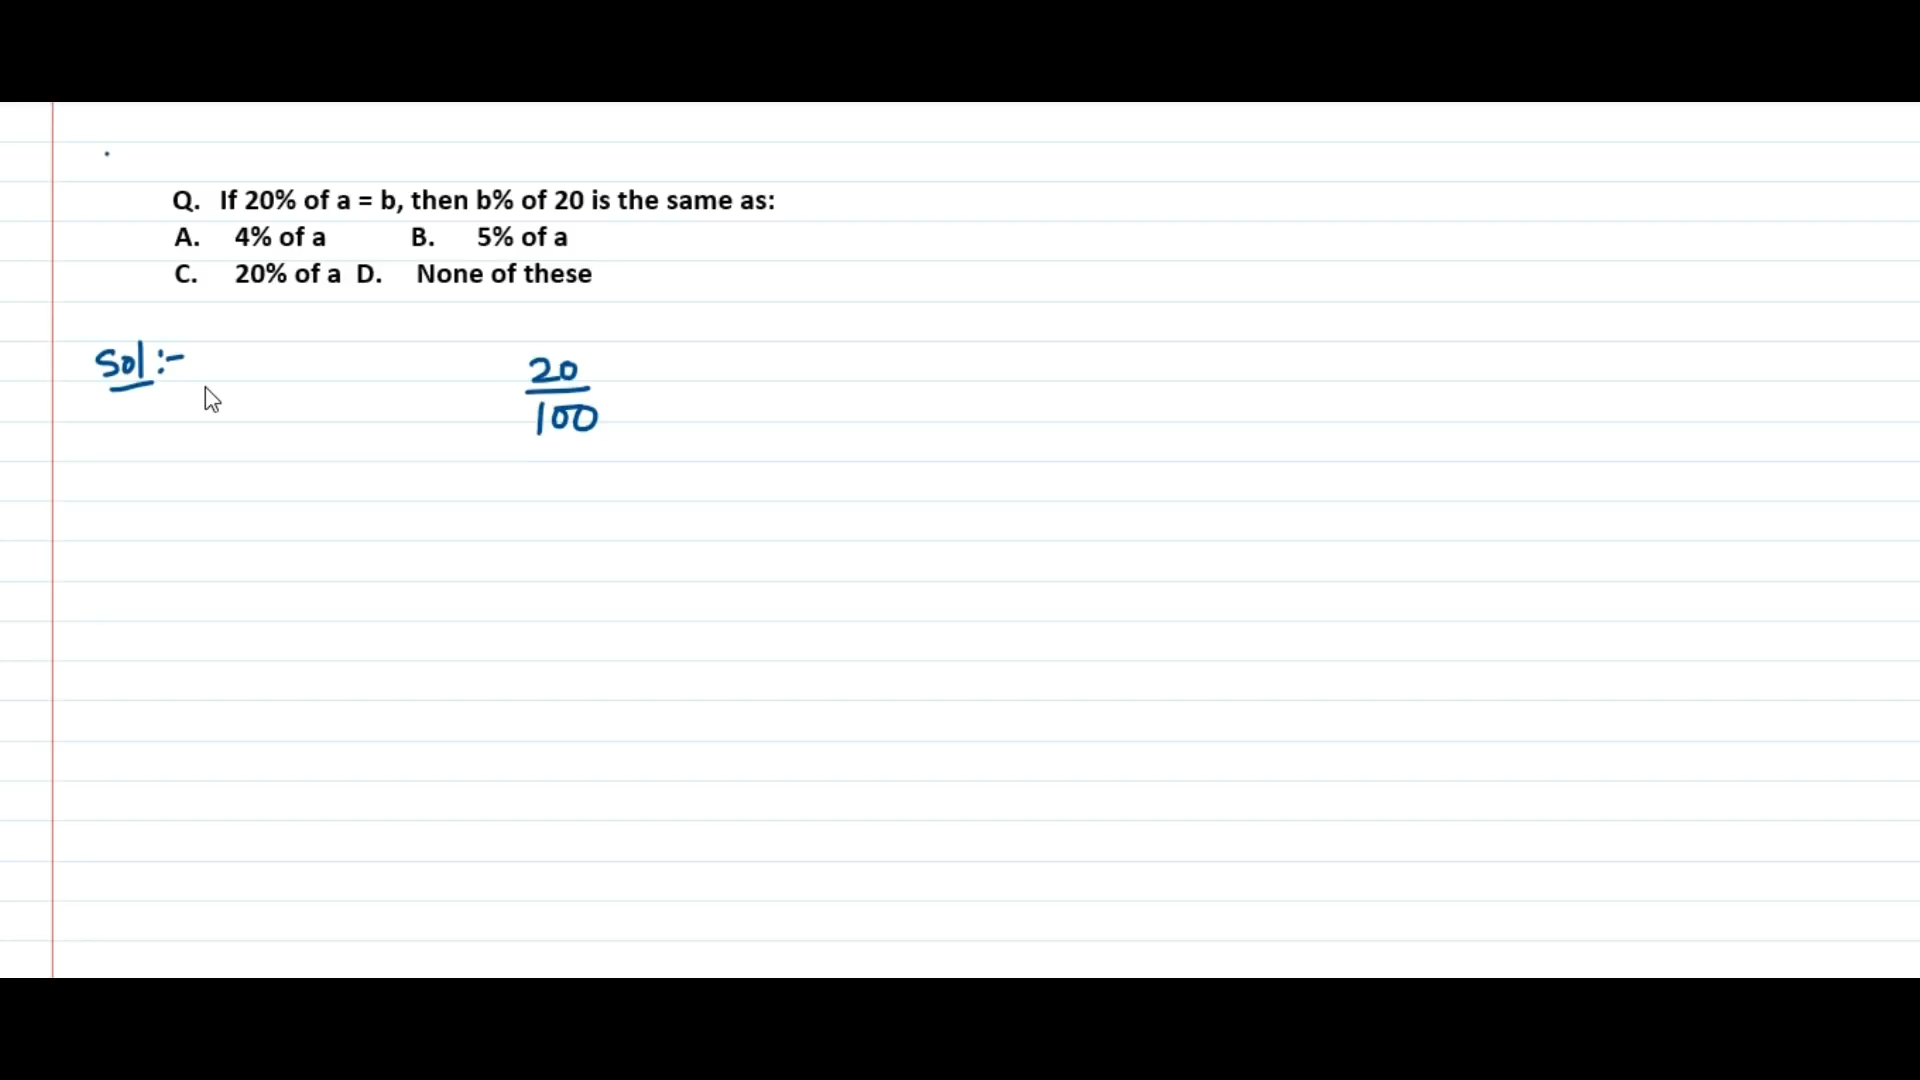 Q. If 20% of a = b, then b% of 20 is the same as:
A. 4% of a B. 5% of a
C. 20% of a D. None of these
Sol :-
20
100